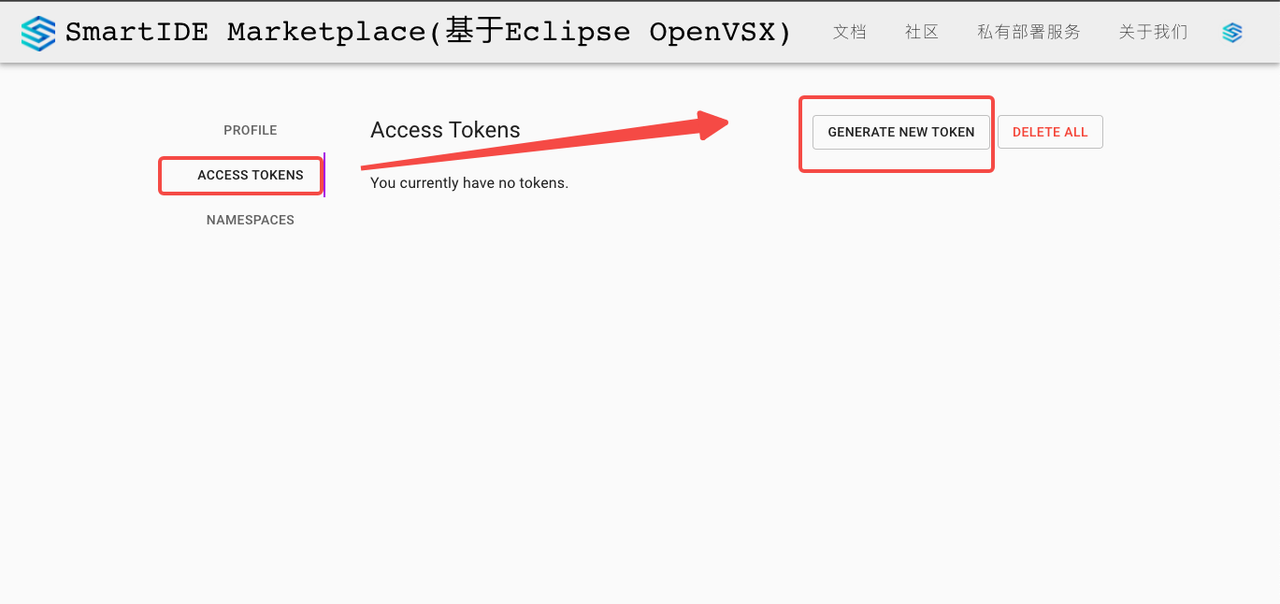 SmartIDE Marketplace(基于Eclipse OpenVSX) 文档 社区 私有部署服务 关于我们
PROFILE
ACCESS TOKENS
NAMESPACES
Access Tokens
GENERATE NEW TOKEN DELETE ALL
You currently have no tokens.